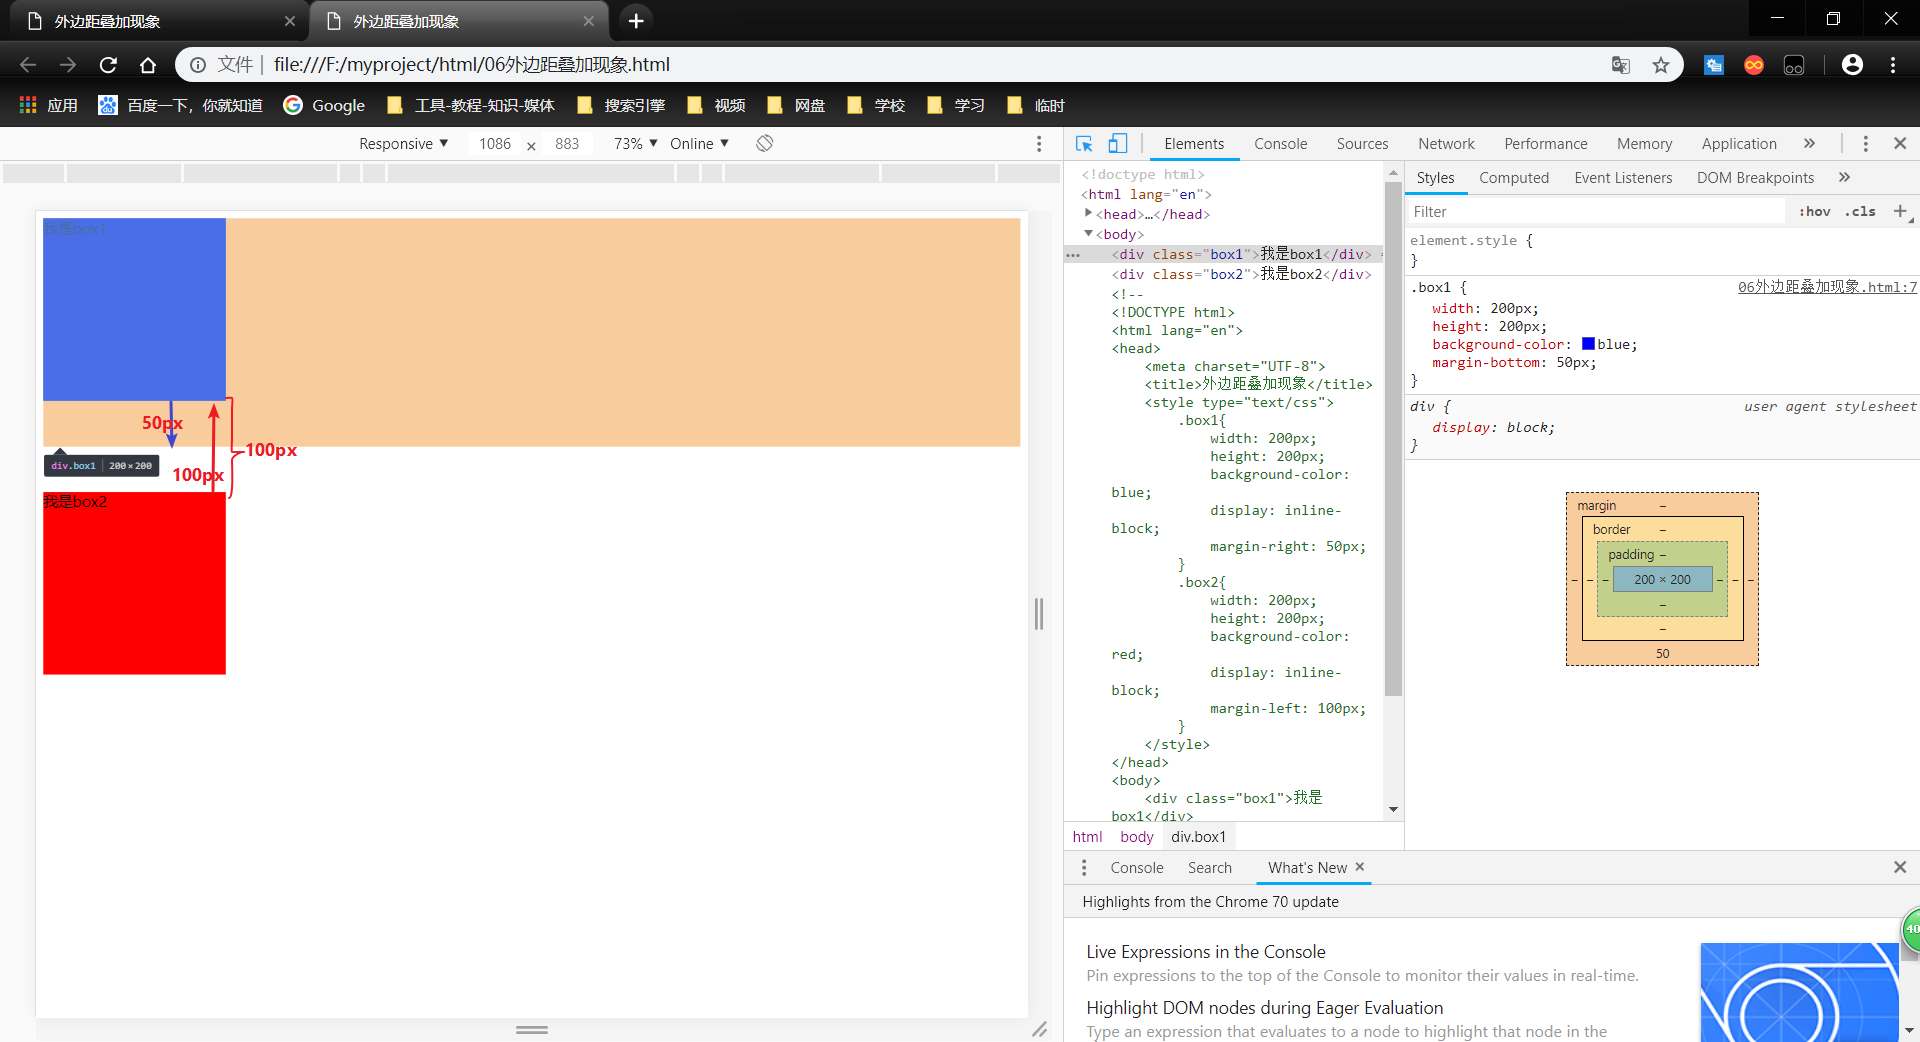 外边距叠加现象
外边距叠加现象
文件 | file:///F:/myproject/html/06外边距叠加现象.html
应用 百度一下，你就知道 Google 工具-教程-知识-媒体 搜索引擎 视频 网盘 学校 学习 临时
Responsive ▼ 1086 × 883 73% ▼ Online ▼
我是box1
50px
100px
100px
div.box1 | 200×200
我是box2
Elements Console Sources Network Performance Memory Application »
<!doctype html>
<html lang="en">
<head>…</head>
<body>
<div class="box1">我是box1</div>
<div class="box2">我是box2</div>
<!--
<!DOCTYPE html>
<html lang="en">
<head>
<meta charset="UTF-8">
<title>外边距叠加现象</title>
<style type="text/css">
.box1{
width: 200px;
height: 200px;
background-color:
blue;
display: inline-
block;
margin-right: 50px;
}
.box2{
width: 200px;
height: 200px;
background-color:
red;
display: inline-
block;
margin-left: 100px;
}
</style>
</head>
<body>
<div class="box1">我是
box1</div>
html body div.box1
Styles Computed Event Listeners DOM Breakpoints »
Filter :hov .cls +
element.style {
}
.box1 { 06外边距叠加现象.html:7
width: 200px;
height: 200px;
background-color: blue;
margin-bottom: 50px;
}
div { user agent stylesheet
display: block;
}
margin –
border –
padding –
– – – 200 × 200 – – –
–
–
50
Console Search What's New ×
Highlights from the Chrome 70 update
Live Expressions in the Console
Pin expressions to the top of the Console to monitor their values in real-time.
Highlight DOM nodes during Eager Evaluation
Type an expression that evaluates to a node to highlight that node in the
40